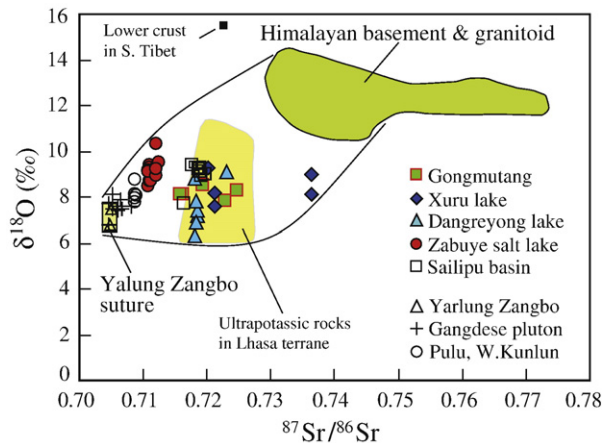 16
14
12
10
8
6
4
2
0
δ18O (‰)
Lower crust
in S. Tibet
Himalayan basement & granitoid
Gongmutang
Xuru lake
Dangreyong lake
Zabuye salt lake
Sailipu basin
Yarlung Zangbo
Gangdese pluton
Pulu, W.Kunlun
Yalung Zangbo
suture
Ultrapotassic rocks
in Lhasa terrane
0.70 0.71 0.72 0.73 0.74 0.75 0.76 0.77 0.78
87Sr/86Sr